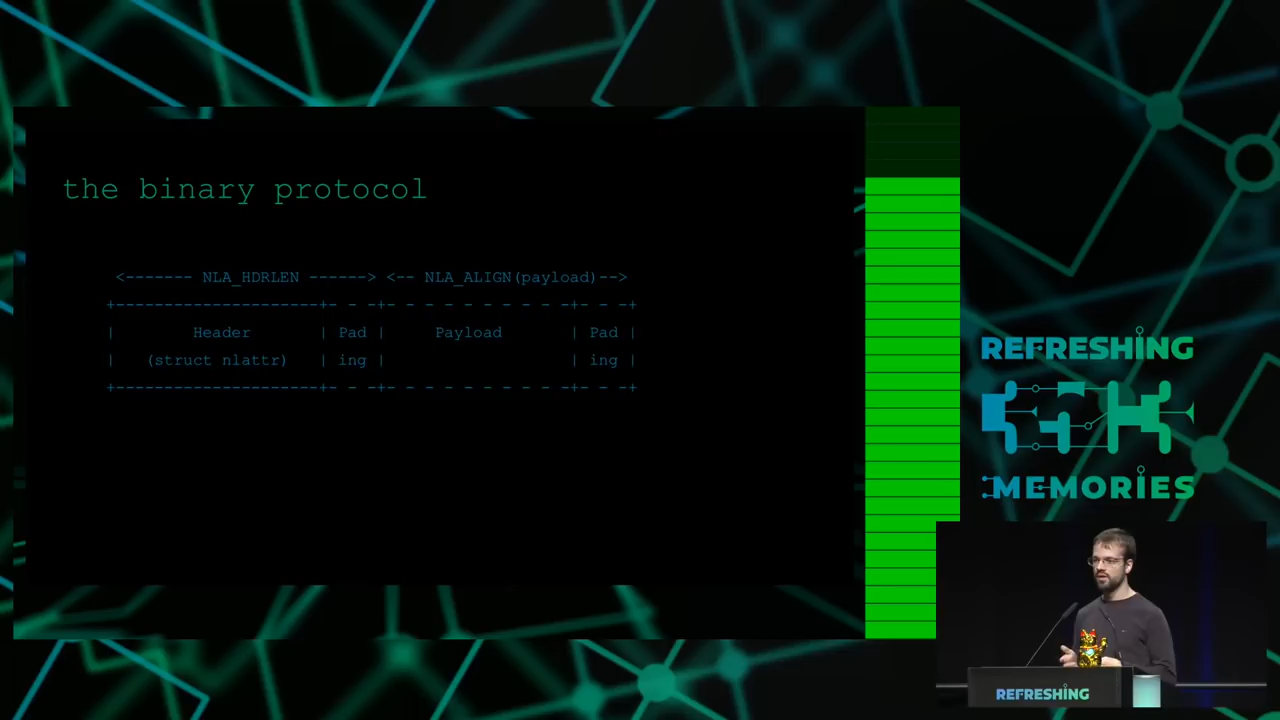 the binary protocol
<------- NLA_HDRLEN ------> <-- NLA_ALIGN(payload)-->
+---------------------+- - -+- - - - - - - - - -+- - -+
|        Header       | Pad |     Payload       | Pad |
|   (struct nlattr)   | ing |                   | ing |
+---------------------+- - -+- - - - - - - - - -+- - -+
REFRESHING
MEMORIES
REFRESHING